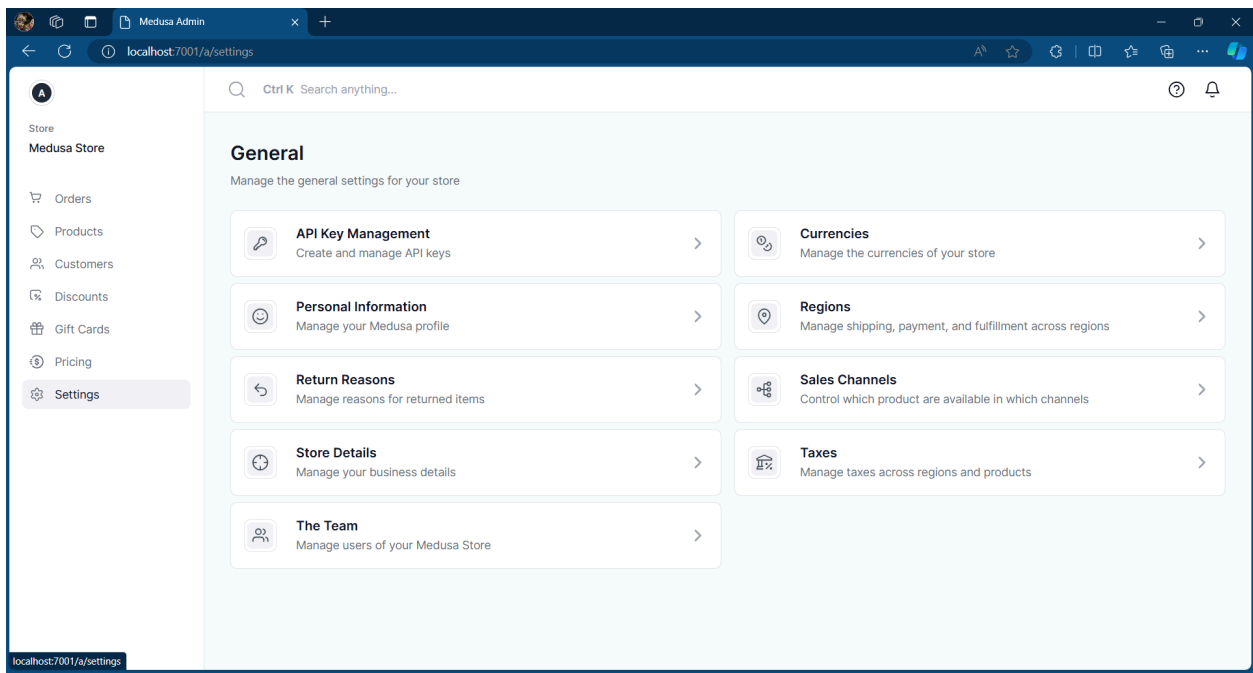 Medusa Admin
localhost:7001/a/settings
A
Ctrl K Search anything...
Store
Medusa Store
Orders
Products
Customers
Discounts
Gift Cards
Pricing
Settings
General
Manage the general settings for your store
API Key Management
Create and manage API keys
Currencies
Manage the currencies of your store
Personal Information
Manage your Medusa profile
Regions
Manage shipping, payment, and fulfillment across regions
Return Reasons
Manage reasons for returned items
Sales Channels
Control which product are available in which channels
Store Details
Manage your business details
Taxes
Manage taxes across regions and products
The Team
Manage users of your Medusa Store
localhost:7001/a/settings